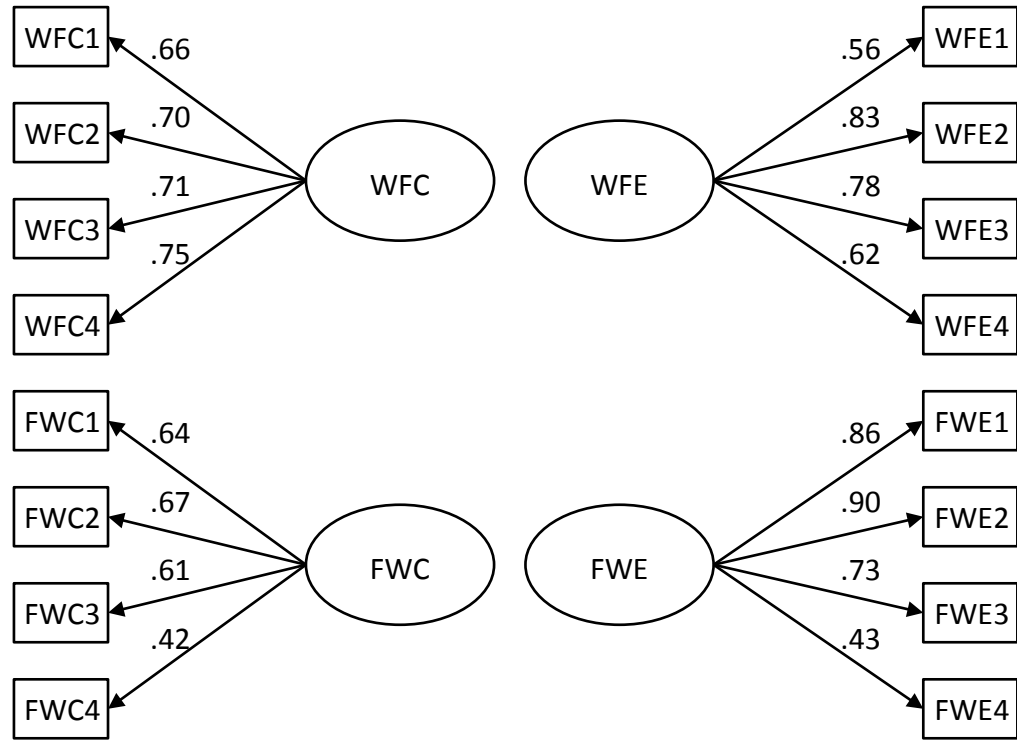 WFC1
.66
WFE1
.56
WFC2
.70
WFE2
.83
WFC
WFE
WFC3
.71
WFE3
.78
WFC4
.75
WFE4
.62
FWC1
.64
FWE1
.86
FWC2
.67
FWE2
.90
FWC
FWE
FWC3
.61
FWE3
.73
FWC4
.42
FWE4
.43